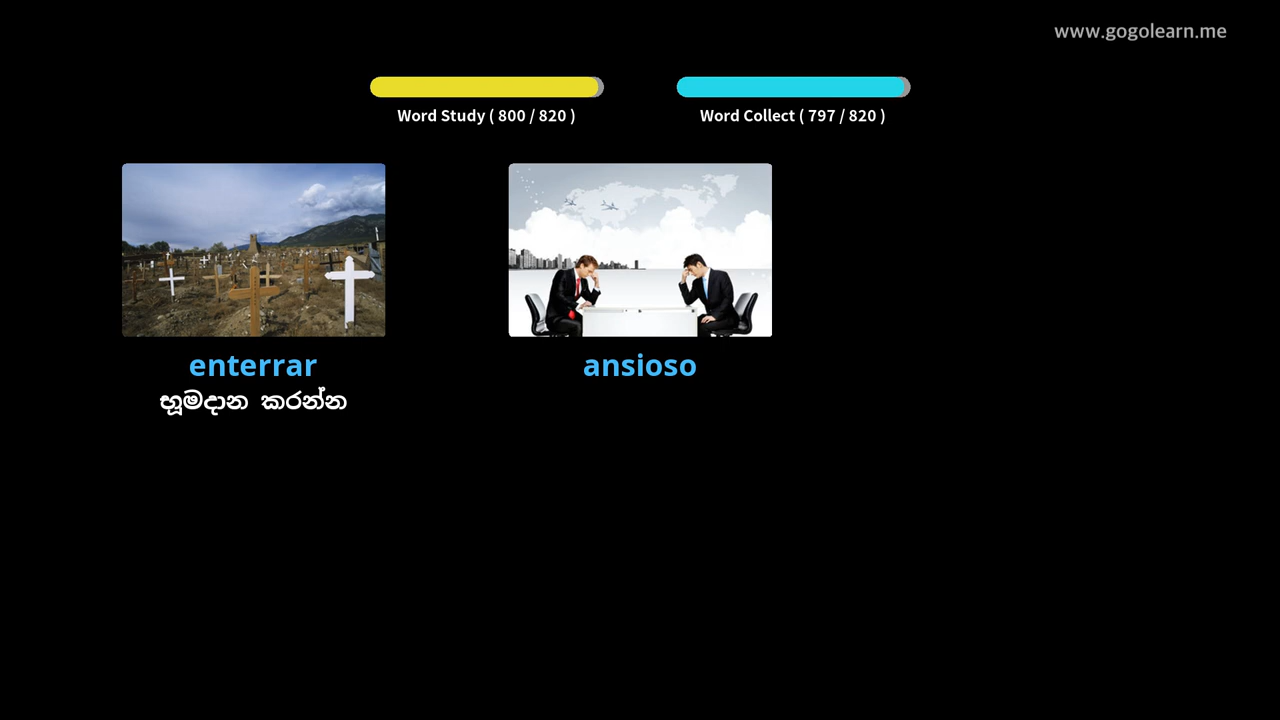 www.gogolearn.me
Word Study ( 800 / 820 )
Word Collect ( 797 / 820 )
enterrar
ansioso
භූමදාන කරන්න